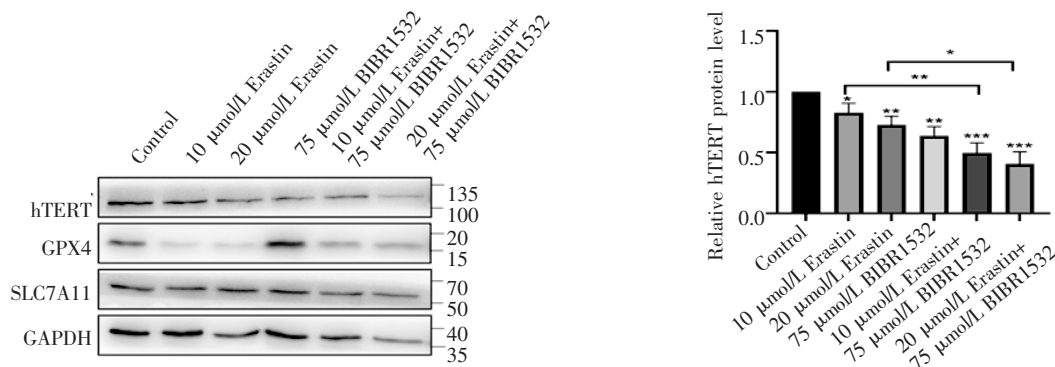 Control
10 μmol/L Erastin
20 μmol/L Erastin
75 μmol/L BIBR1532
10 μmol/L Erastin+
75 μmol/L BIBR1532
20 μmol/L Erastin+
75 μmol/L BIBR1532
hTERT
135
100
GPX4
20
15
SLC7A11
70
50
GAPDH
40
35
Relative hTERT protein level
1.5
1.0
0.5
0.0
*
**
*
**
**
***
***
Control
10 μmol/L Erastin
20 μmol/L Erastin
75 μmol/L BIBR1532
10 μmol/L Erastin+
75 μmol/L BIBR1532
20 μmol/L Erastin+
75 μmol/L BIBR1532